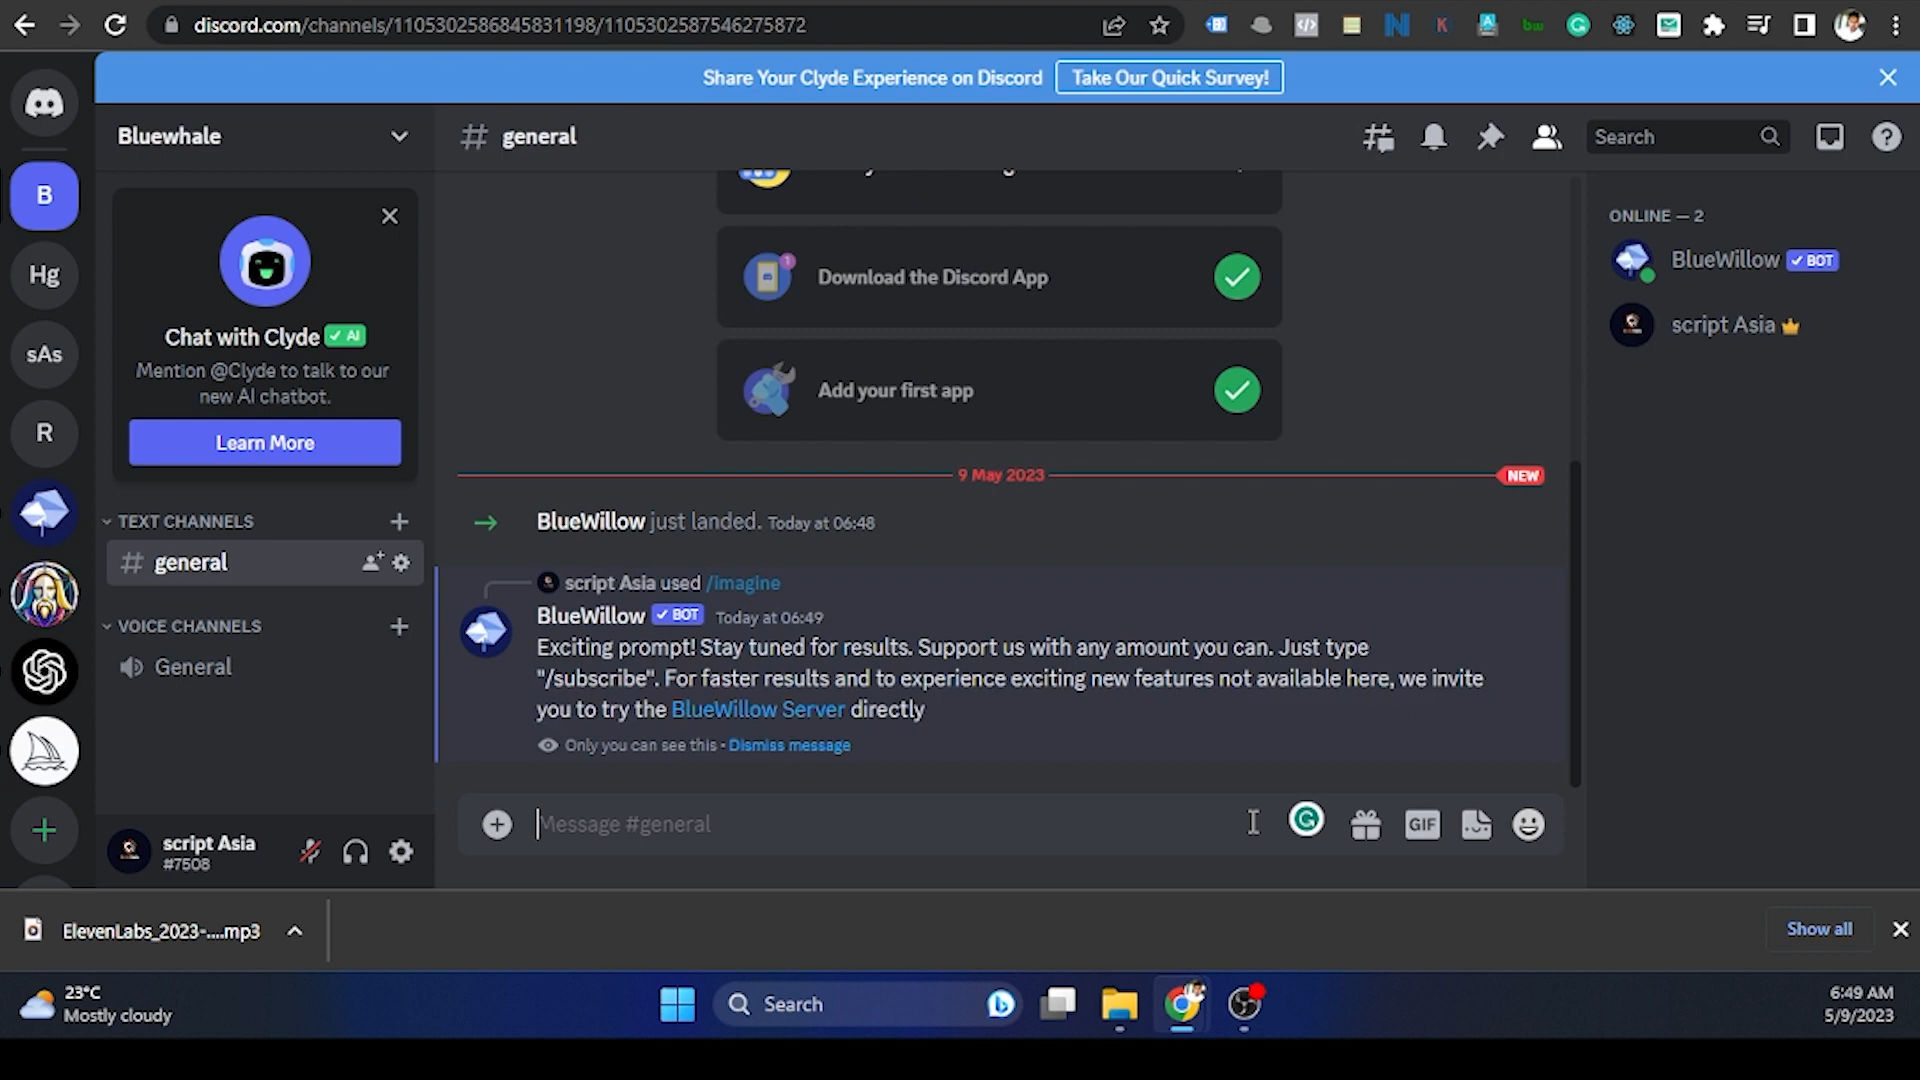 discord.com/channels/1105302586845831198/1105302587546275872
Share Your Clyde Experience on Discord Take Our Quick Survey!
Bluewhale
# general
Search
B
Hg
sAs
R
Chat with Clyde AI
Mention @Clyde to talk to our
new AI chatbot.
Learn More
TEXT CHANNELS
general
VOICE CHANNELS
General
script Asia
#7508
Download the Discord App
Add your first app
9 May 2023 NEW
BlueWillow just landed. Today at 06:48
script Asia used /imagine
BlueWillow BOT Today at 06:49
Exciting prompt! Stay tuned for results. Support us with any amount you can. Just type
"/subscribe". For faster results and to experience exciting new features not available here, we invite
you to try the BlueWillow Server directly
Only you can see this • Dismiss message
Message #general
GIF
ONLINE — 2
BlueWillow BOT
script Asia
ElevenLabs_2023-....mp3
Show all
23°C
Mostly cloudy
Search
6:49 AM
5/9/2023